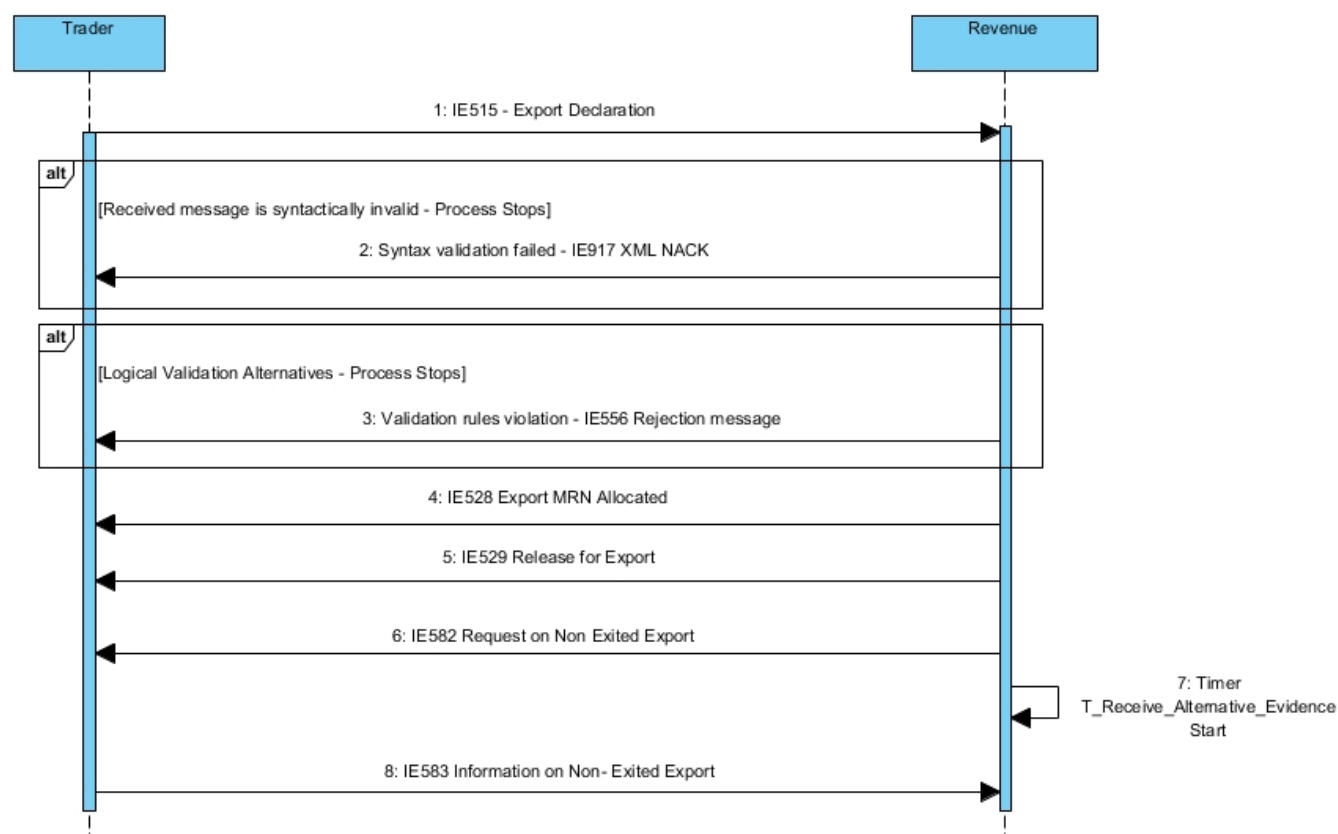 Trader
Revenue
1: IE515 - Export Declaration
alt
[Received message is syntactically invalid - Process Stops]
2: Syntax validation failed - IE917 XML NACK
alt
[Logical Validation Alternatives - Process Stops]
3: Validation rules violation - IE556 Rejection message
4: IE528 Export MRN Allocated
5: IE529 Release for Export
6: IE582 Request on Non Exited Export
7: Timer
T_Receive_Alternative_Evidence
Start
8: IE583 Information on Non- Exited Export